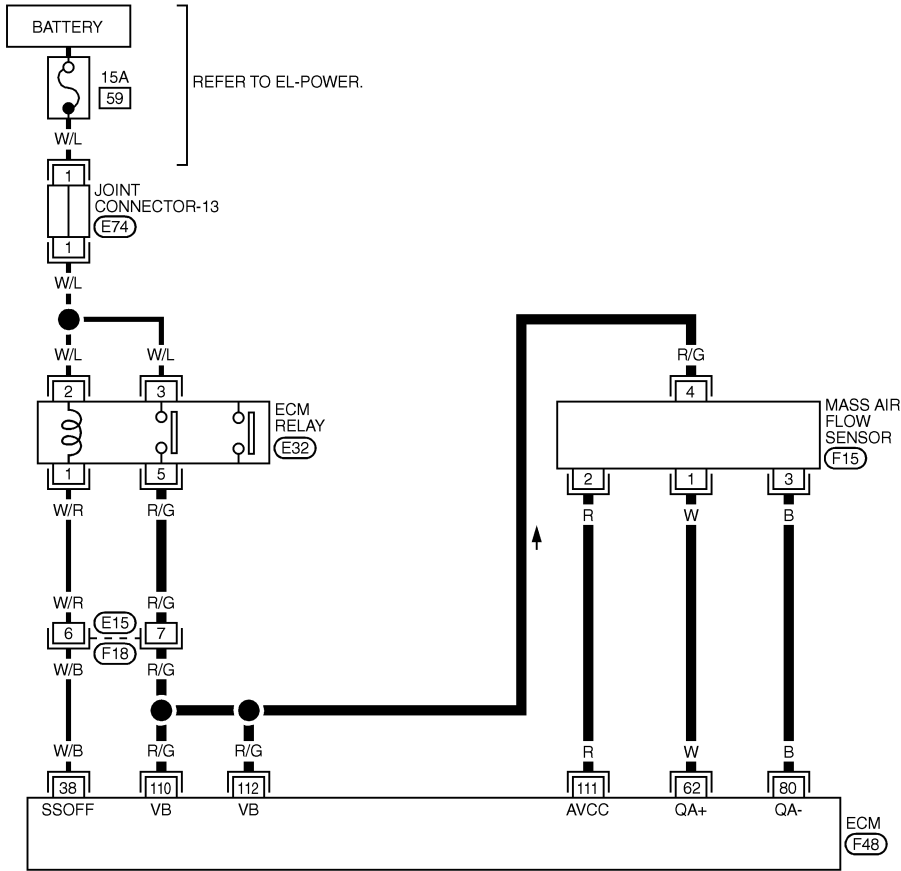 BATTERY
15A
59
REFER TO EL-POWER.
W/L
1
JOINT
CONNECTOR-13
E74
1
W/L
W/L
W/L
R/G
2
3
4
ECM
RELAY
E32
MASS AIR
FLOW
SENSOR
F15
1
5
2
1
3
W/R
R/G
R
W
B
W/R
R/G
6
E15
F18
7
W/B
R/G
W/B
R/G
R/G
R
W
B
38
110
112
111
62
80
SSOFF
VB
VB
AVCC
QA+
QA-
ECM
F48